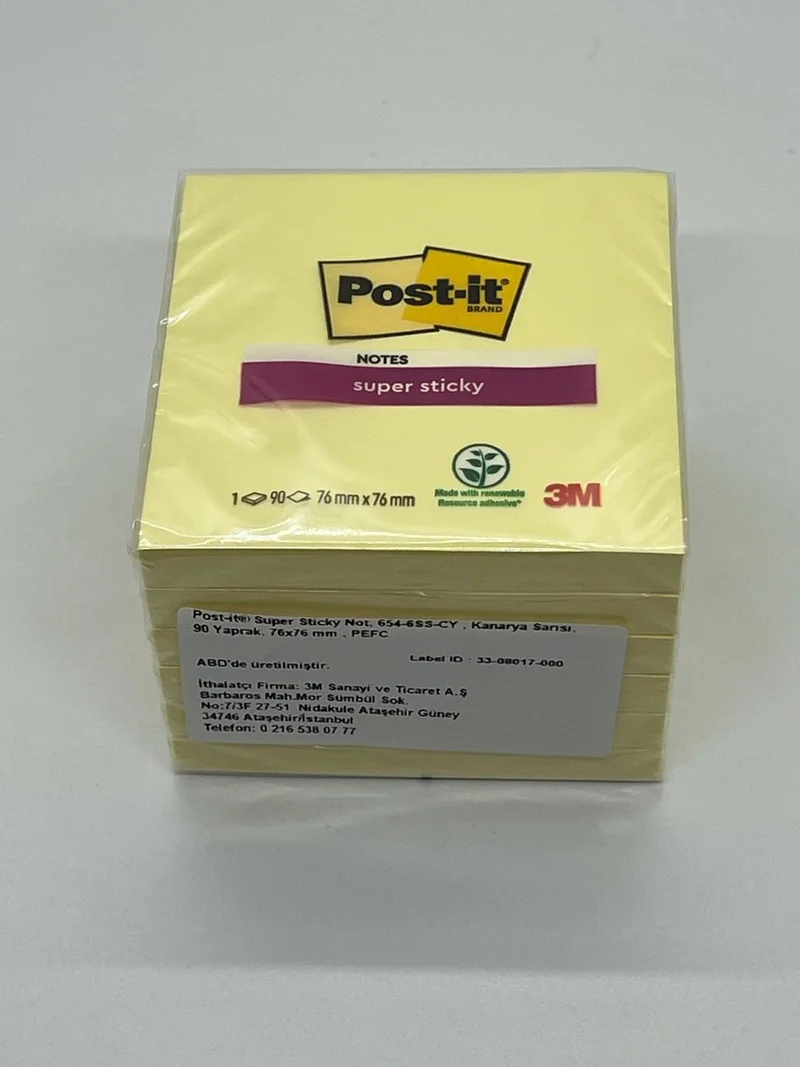 Post-it®
BRAND
NOTES
super sticky
1 90 76 mm x 76 mm
Made with renewable
Resource adhesive*
3M
Post-it® Super Sticky Not, 654-6SS-CY , Kanarya Sarısı,
90 Yaprak, 76x76 mm , PEFC
ABD'de üretilmiştir.
Label ID : 33-08017-000
İthalatçı Firma: 3M Sanayi ve Ticaret A.Ş
Barbaros Mah.Mor Sümbül Sok.
No:7/3F 27-51 Nidakule Ataşehir Güney
34746 Ataşehir/İstanbul
Telefon: 0 216 538 07 77